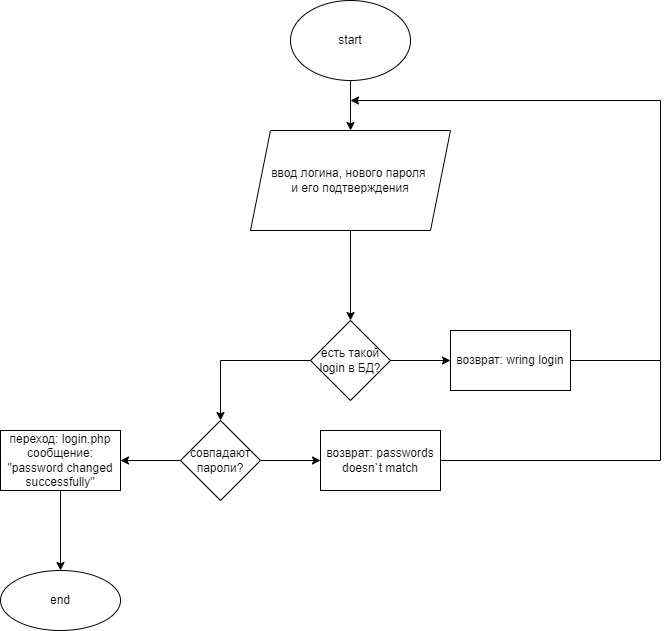 start
ввод логина, нового пароля
и его подтверждения
есть такой
login в БД?
возврат: wring login
совпадают
пароли?
возврат: passwords
doesn`t match
переход: login.php
сообщение:
"password changed
successfully"
end